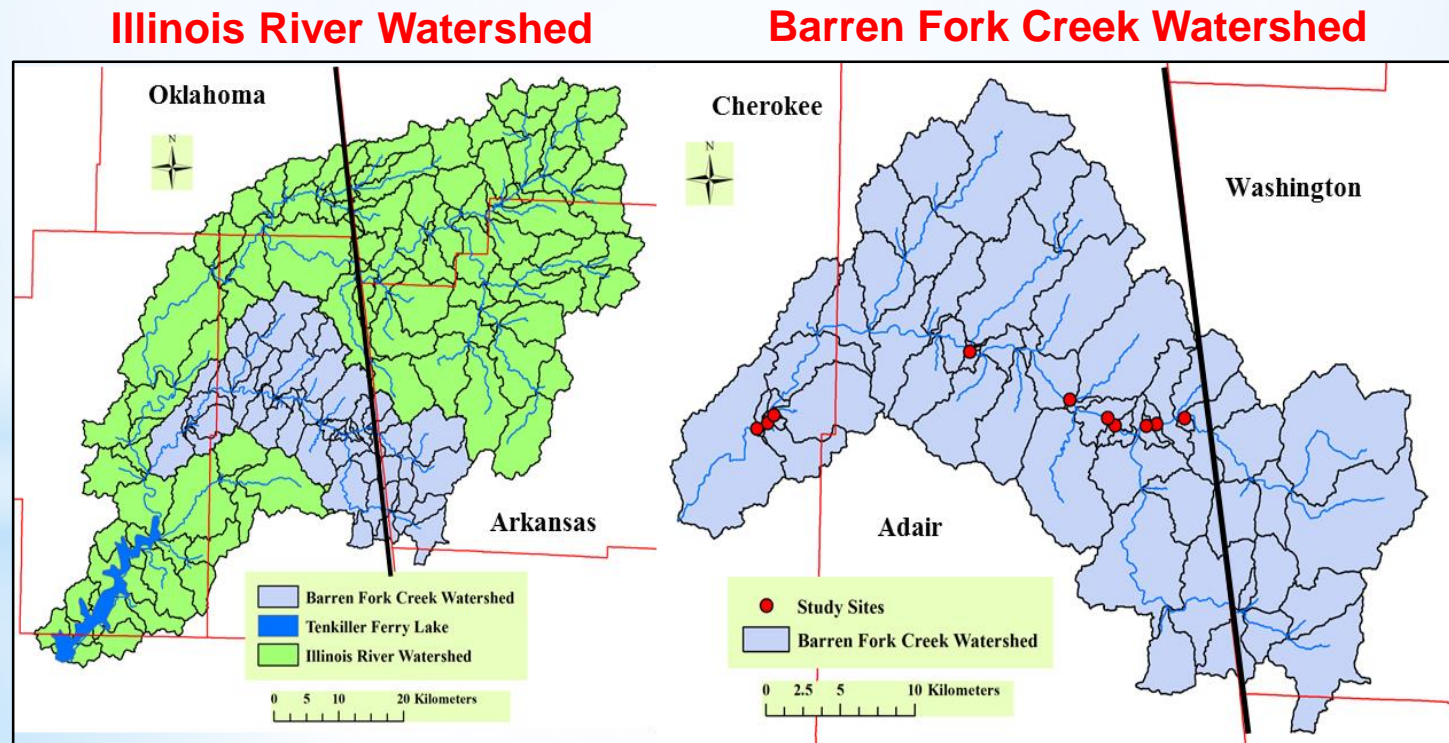 Illinois River Watershed
Barren Fork Creek Watershed
Oklahoma
N
Arkansas
Barren Fork Creek Watershed
Tenkiller Ferry Lake
Illinois River Watershed
0 5 10 20 Kilometers
Cherokee
N
Washington
Adair
Study Sites
Barren Fork Creek Watershed
0 2.5 5 10 Kilometers